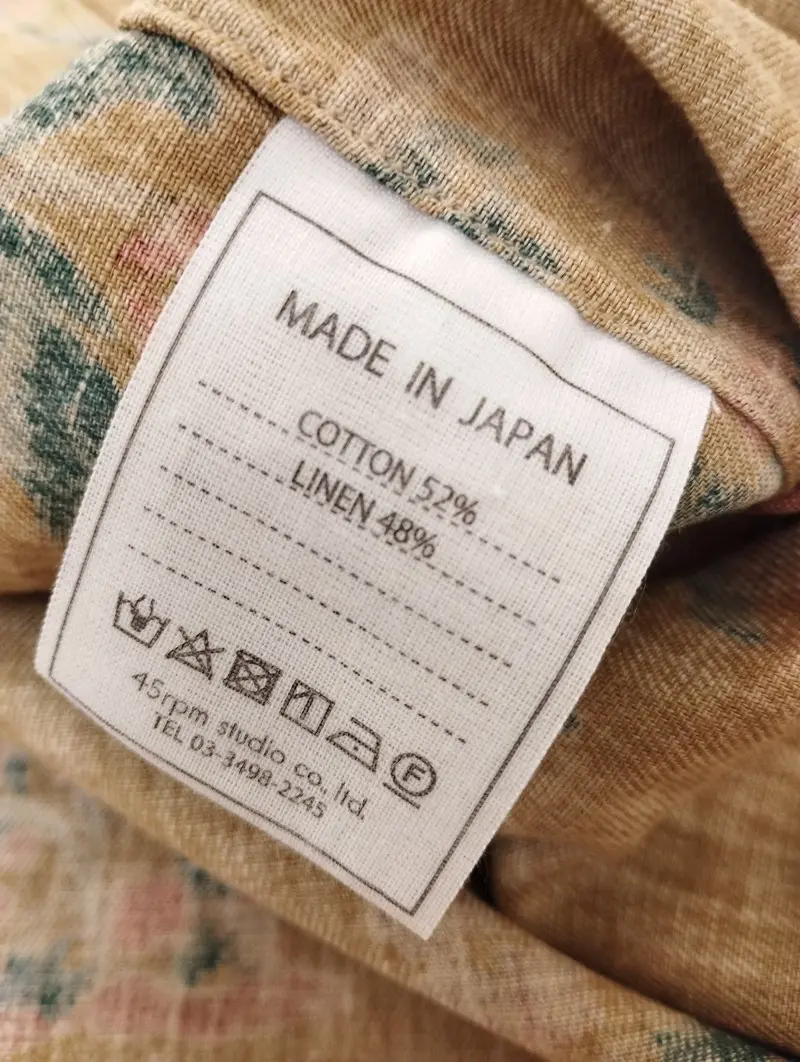 MADE IN JAPAN
COTTON 52%
LINEN 48%
F
45rpm studio co., ltd.
TEL 03-3498-2245